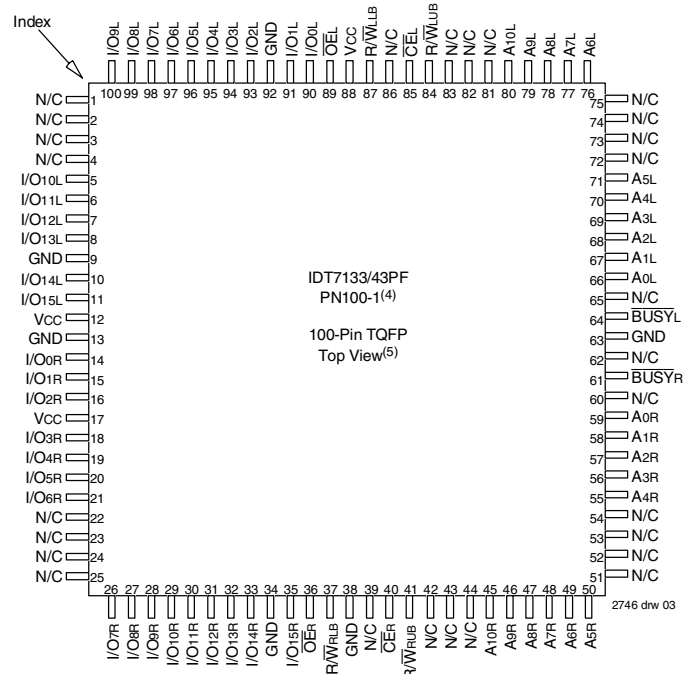 Index
I/O9L
I/O8L
I/O7L
I/O6L
I/O5L
I/O4L
I/O3L
I/O2L
GND
I/O1L
I/O0L
OEL
VCC
R/WLLB
N/C
CEL
R/WLUB
N/C
N/C
N/C
A10L
A9L
A8L
A7L
A6L
100 99 98 97 96 95 94 93 92 91 90 89 88 87 86 85 84 83 82 81 80 79 78 77 76
N/C 1
N/C 2
N/C 3
N/C 4
I/O10L 5
I/O11L 6
I/O12L 7
I/O13L 8
GND 9
I/O14L 10
I/O15L 11
VCC 12
GND 13
I/O0R 14
I/O1R 15
I/O2R 16
VCC 17
I/O3R 18
I/O4R 19
I/O5R 20
I/O6R 21
N/C 22
N/C 23
N/C 24
N/C 25
IDT7133/43PF
PN100-1(4)
100-Pin TQFP
Top View(5)
75 N/C
74 N/C
73 N/C
72 N/C
71 A5L
70 A4L
69 A3L
68 A2L
67 A1L
66 A0L
65 N/C
64 BUSYL
63 GND
62 N/C
61 BUSYR
60 N/C
59 A0R
58 A1R
57 A2R
56 A3R
55 A4R
54 N/C
53 N/C
52 N/C
51 N/C
26 27 28 29 30 31 32 33 34 35 36 37 38 39 40 41 42 43 44 45 46 47 48 49 50
I/O7R
I/O8R
I/O9R
I/O10R
I/O11R
I/O12R
I/O13R
I/O14R
GND
I/O15R
OER
R/WRLB
GND
N/C
CER
R/WRUB
N/C
N/C
N/C
A10R
A9R
A8R
A7R
A6R
A5R
2746 drw 03